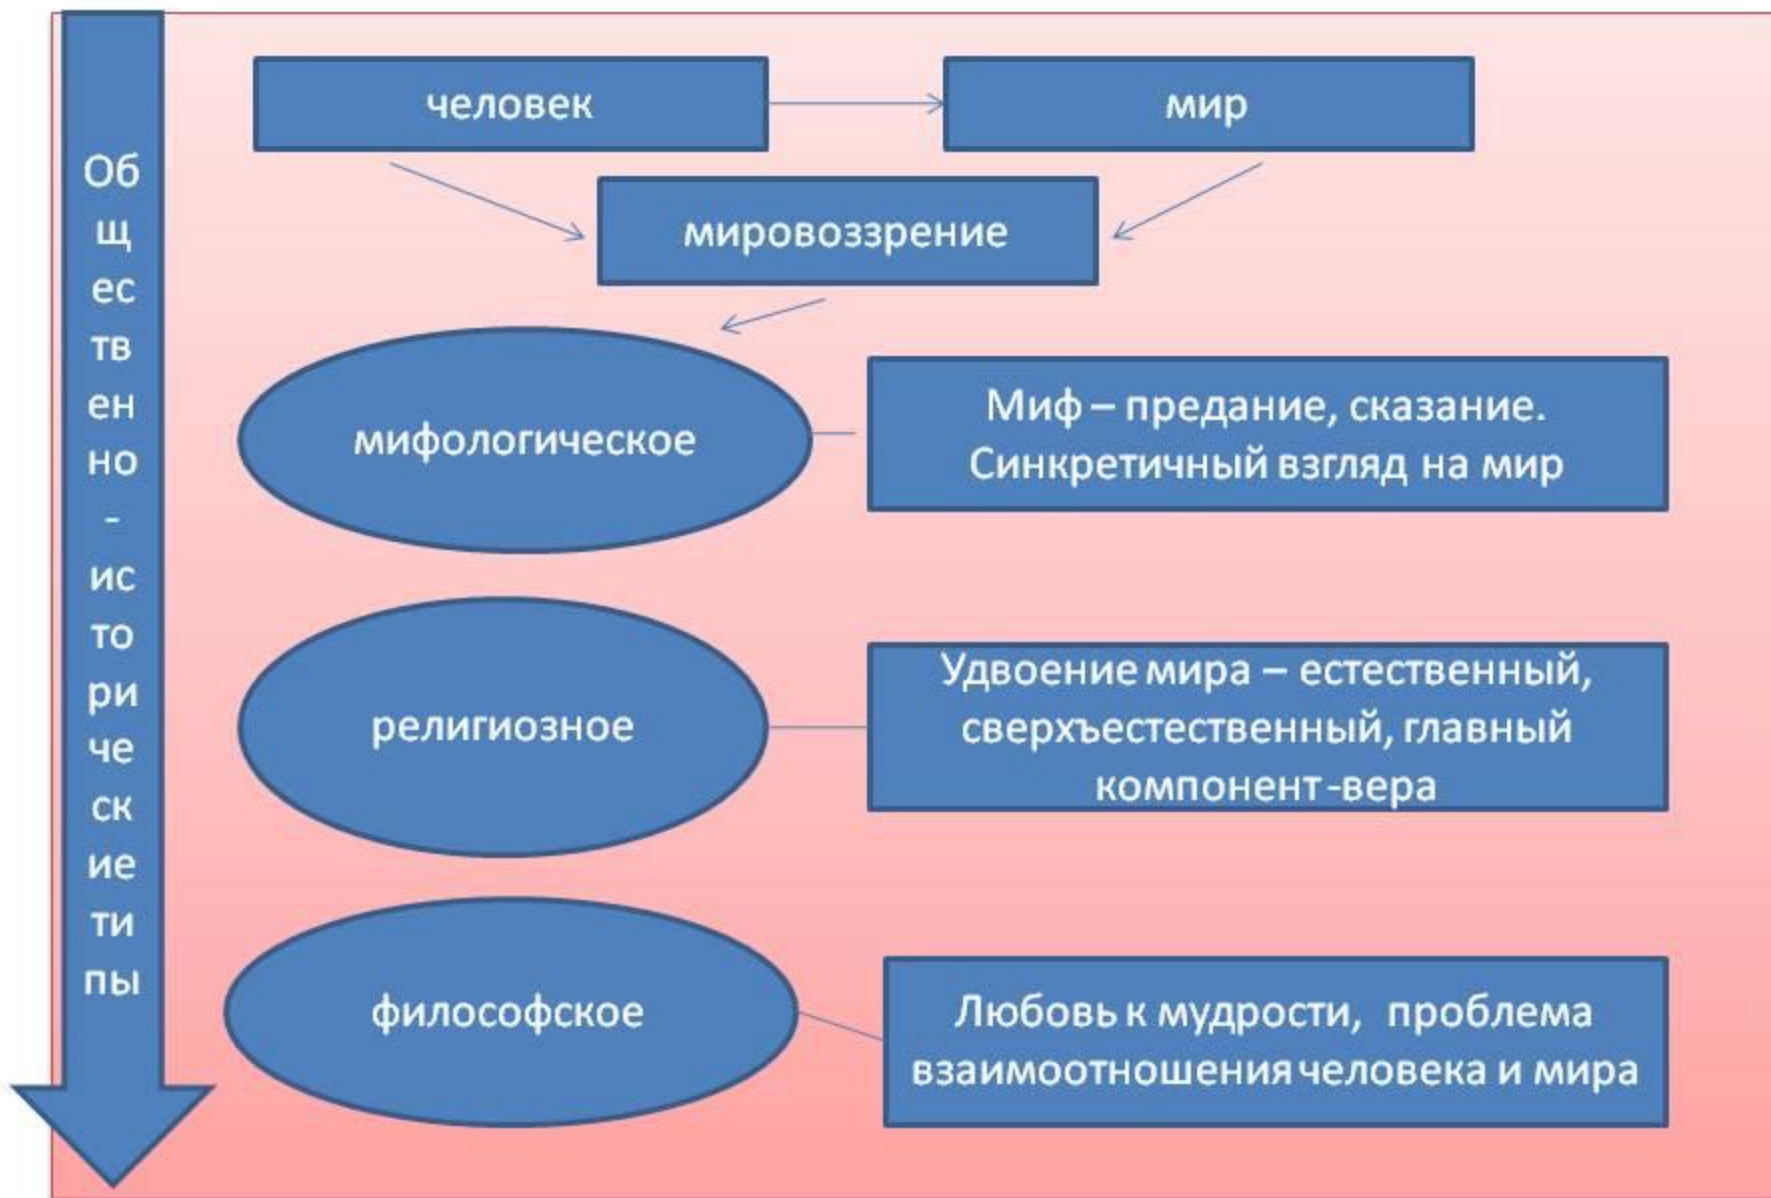 Об
щ
ес
тв
ен
но
-
ис
то
ри
че
ск
ие
ти
пы
человек
мир
мировоззрение
мифологическое
Миф – предание, сказание.
Синкретичный взгляд на мир
религиозное
Удвоение мира – естественный,
сверхъестественный, главный
компонент-вера
философское
Любовь к мудрости, проблема
взаимоотношения человека и мира